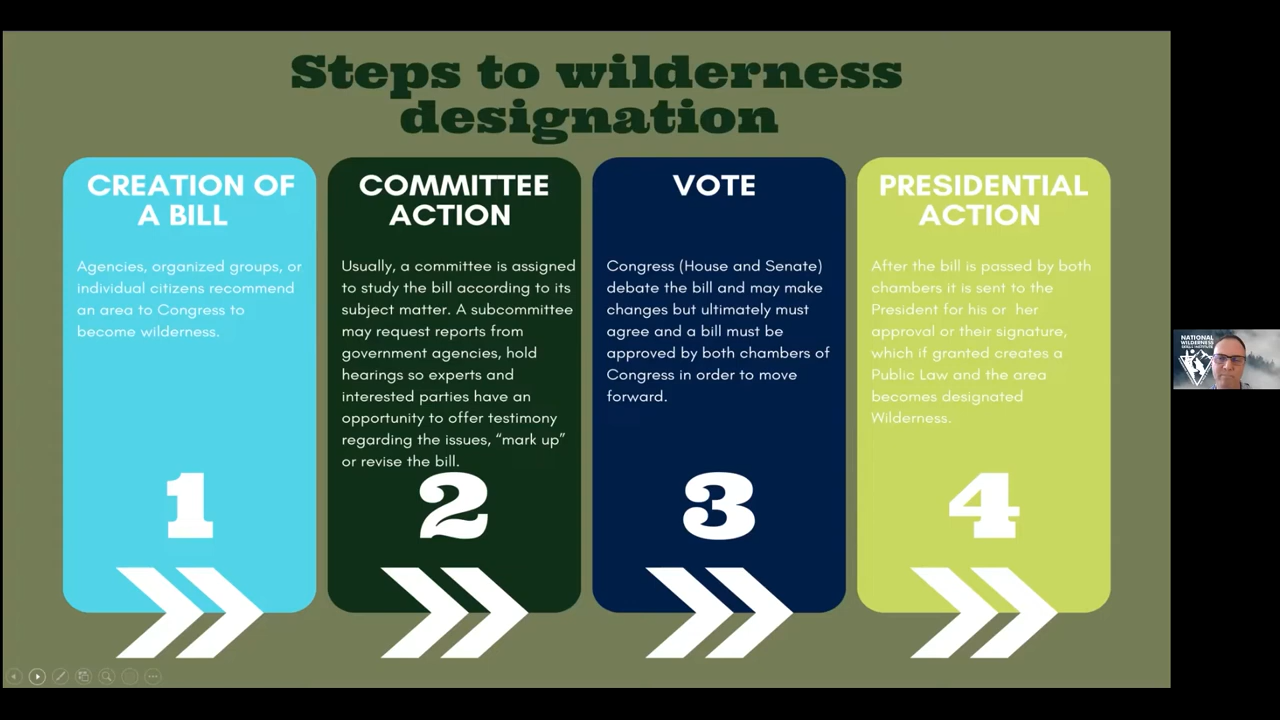 Steps to wilderness
designation
CREATION OF
A BILL
Agencies, organized groups, or
individual citizens recommend
an area to Congress to
become wilderness.
1
COMMITTEE
ACTION
Usually, a committee is assigned
to study the bill according to its
subject matter. A subcommittee
may request reports from
government agencies, hold
hearings so experts and
interested parties have an
opportunity to offer testimony
regarding the issues, “mark up”
or revise the bill.
2
VOTE
Congress (House and Senate)
debate the bill and may make
changes but ultimately must
agree and a bill must be
approved by both chambers of
Congress in order to move
forward.
3
PRESIDENTIAL
ACTION
After the bill is passed by both
chambers it is sent to the
President for his or  her
approval or their signature,
which if granted creates a
Public Law and the area
becomes designated
Wilderness.
4
NATIONAL
WILDERNESS
SKILLS INSTITUTE